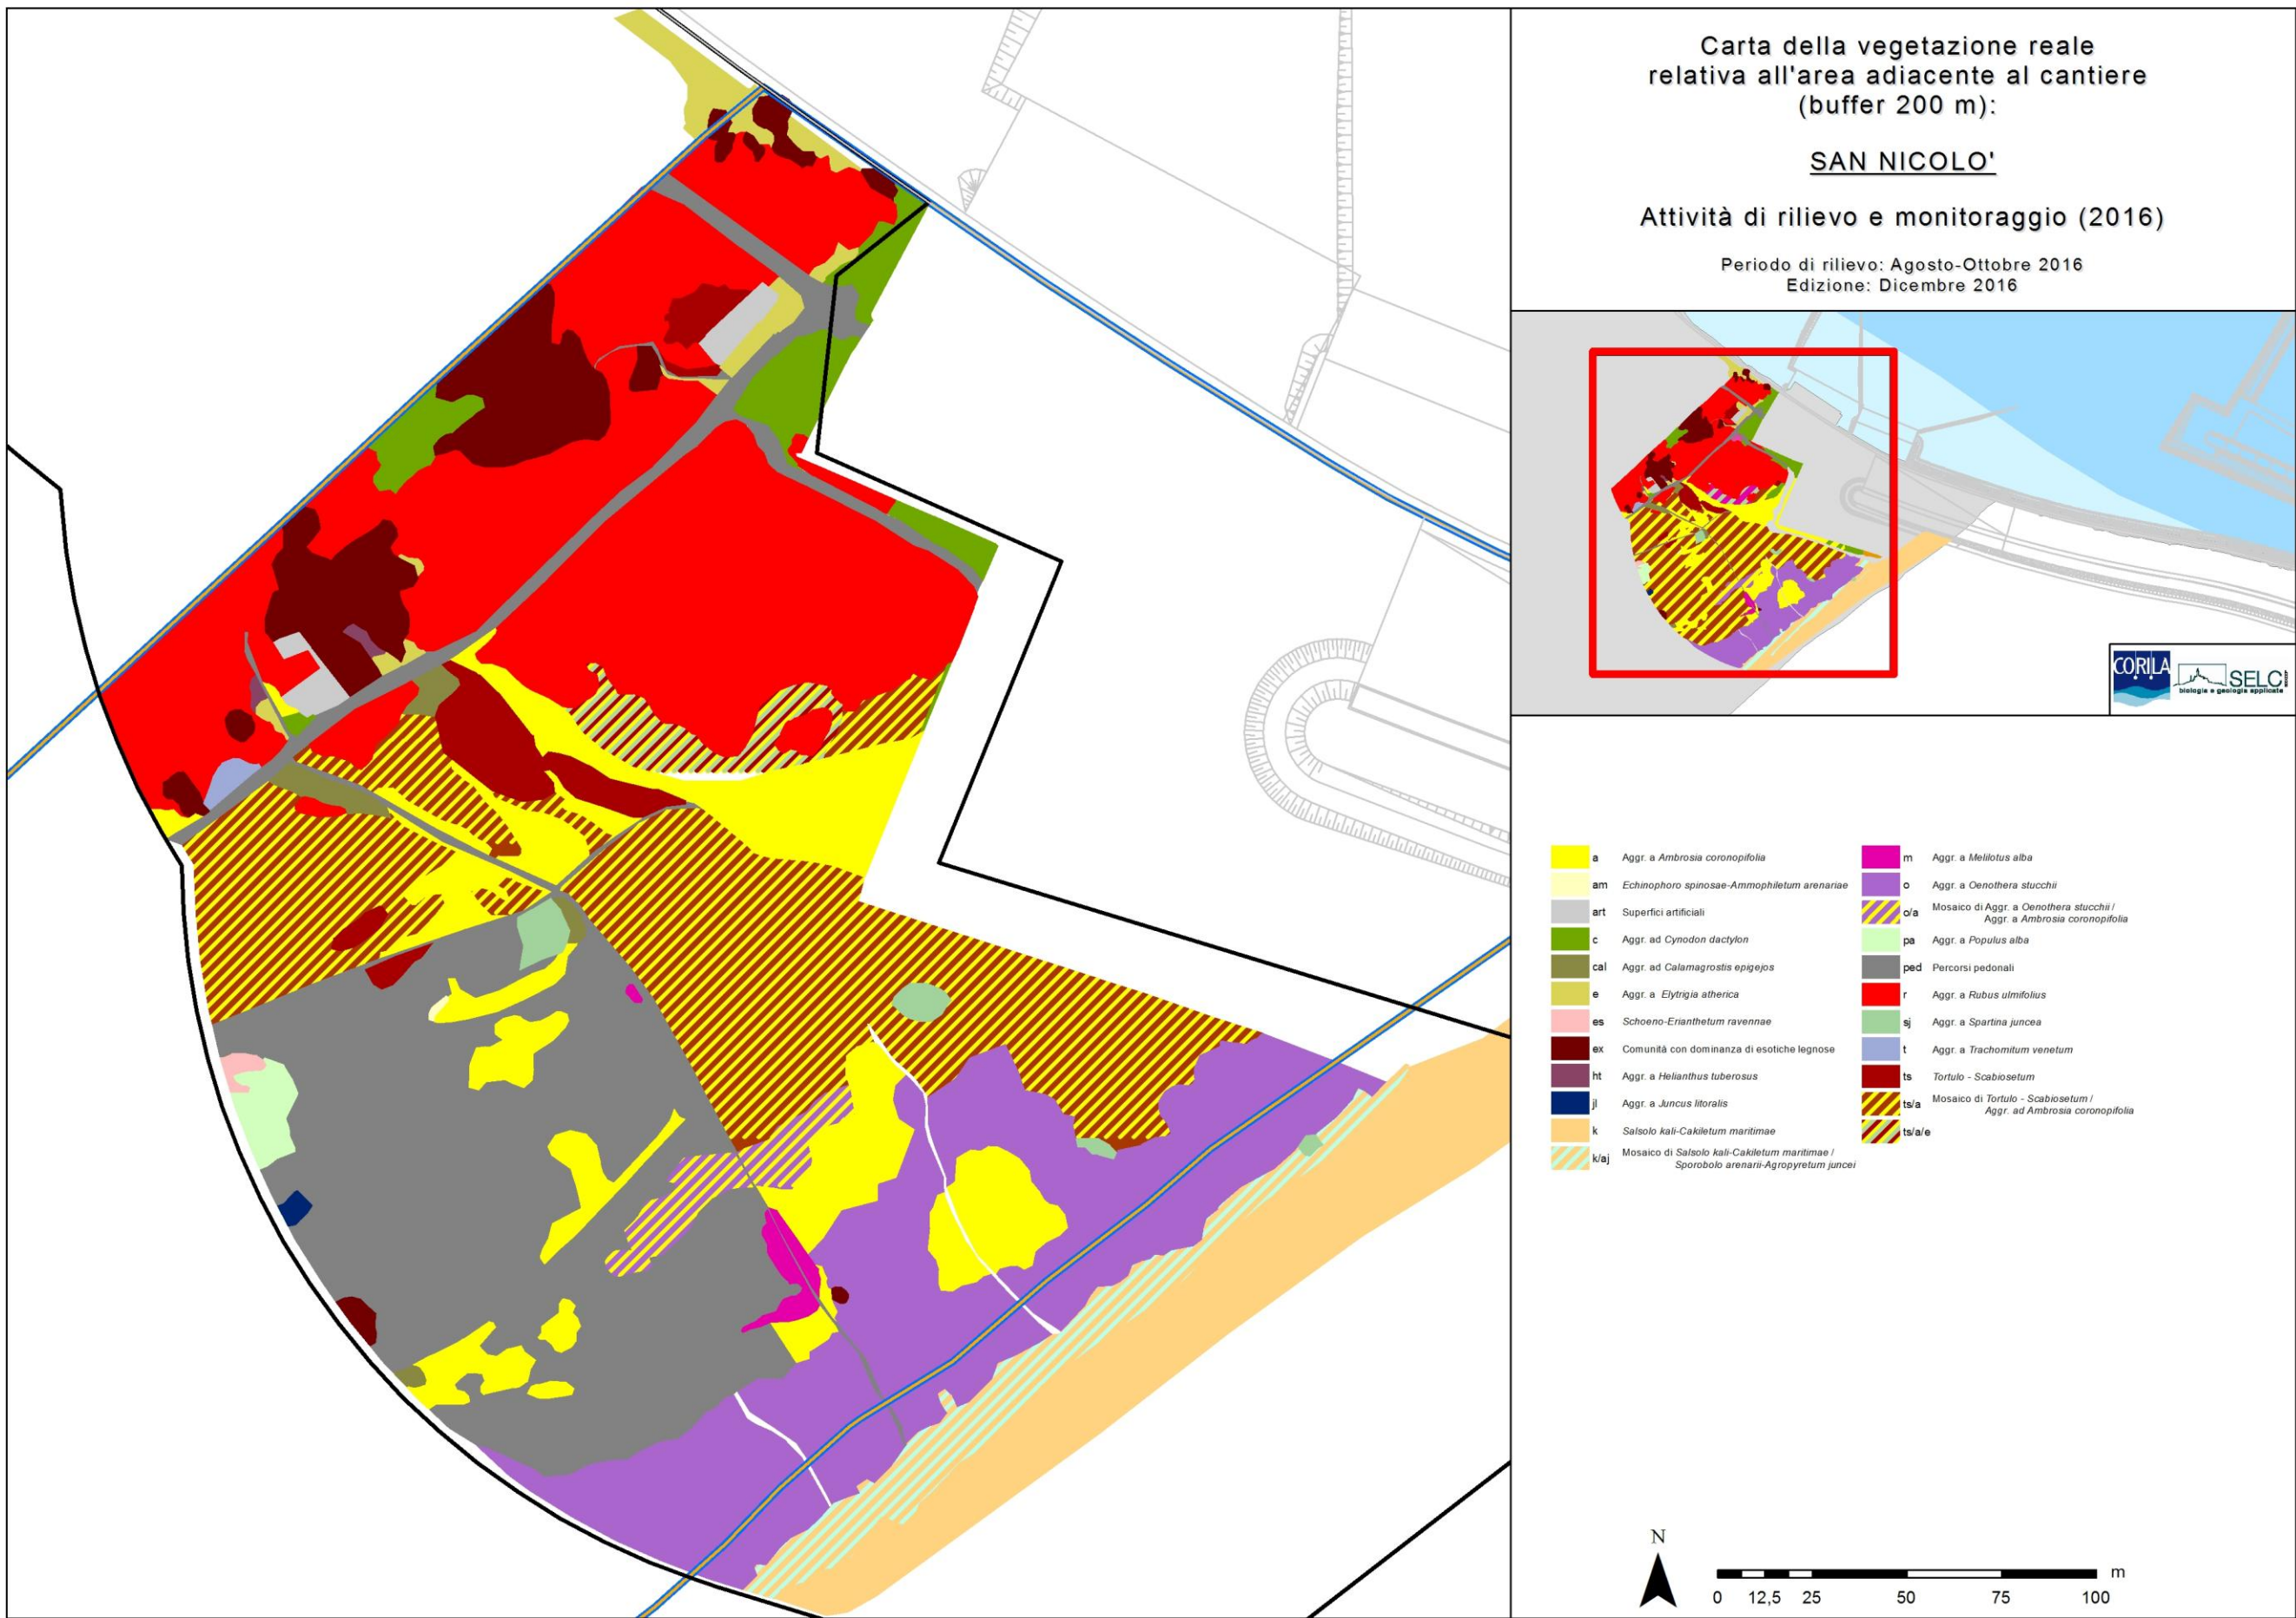 Carta della vegetazione reale
relativa all'area adiacente al cantiere
(buffer 200 m):
SAN NICOLO'
Attività di rilievo e monitoraggio (2016)
Periodo di rilievo: Agosto-Ottobre 2016
Edizione: Dicembre 2016
CORILA
SELC
biologia e geologia applicate
a Aggr. a Ambrosia coronopifolia
am Echinophoro spinosae-Ammophiletum arenariae
art Superfici artificiali
c Aggr. ad Cynodon dactylon
cal Aggr. ad Calamagrostis epigejos
e Aggr. a Elytrigia atherica
es Schoeno-Erianthetum ravennae
ex Comunità con dominanza di esotiche legnose
ht Aggr. a Helianthus tuberosus
jl Aggr. a Juncus litoralis
k Salsolo kali-Cakiletum maritimae
k/aj Mosaico di Salsolo kali-Cakiletum maritimae /
Sporobolo arenarii-Agropyretum juncei
m Aggr. a Melilotus alba
o Aggr. a Oenothera stucchii
o/a Mosaico di Aggr. a Oenothera stucchii /
Aggr. a Ambrosia coronopifolia
pa Aggr. a Populus alba
ped Percorsi pedonali
r Aggr. a Rubus ulmifolius
sj Aggr. a Spartina juncea
t Aggr. a Trachomitum venetum
ts Tortulo - Scabiosetum
ts/a Mosaico di Tortulo - Scabiosetum /
Aggr. ad Ambrosia coronopifolia
ts/a/e
N
m
0 12,5 25 50 75 100